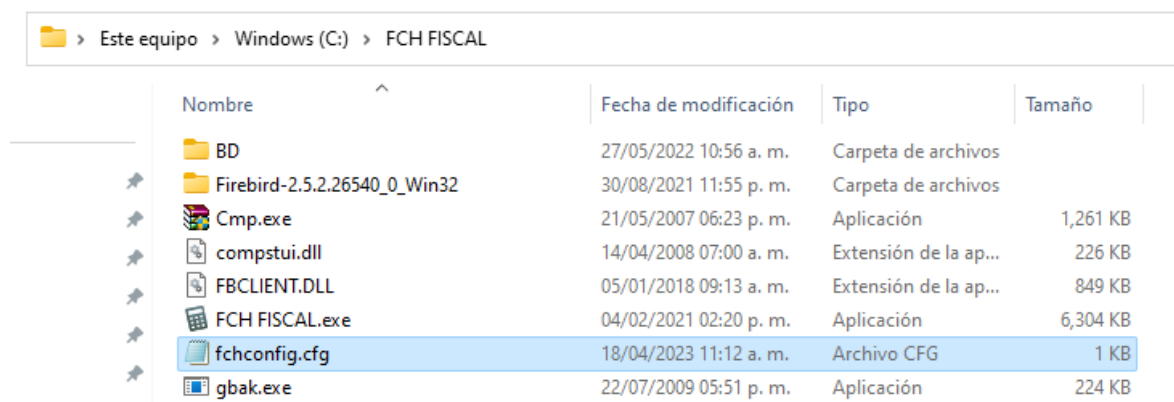 Este equipo > Windows (C:) > FCH FISCAL
Nombre Fecha de modificación Tipo Tamaño
BD 27/05/2022 10:56 a. m. Carpeta de archivos
Firebird-2.5.2.26540_0_Win32 30/08/2021 11:55 p. m. Carpeta de archivos
Cmp.exe 21/05/2007 06:23 p. m. Aplicación 1,261 KB
compstui.dll 14/04/2008 07:00 a. m. Extensión de la ap... 226 KB
FBCLIENT.DLL 05/01/2018 09:13 a. m. Extensión de la ap... 849 KB
FCH FISCAL.exe 04/02/2021 02:20 p. m. Aplicación 6,304 KB
fchconfig.cfg 18/04/2023 11:12 a. m. Archivo CFG 1 KB
gbak.exe 22/07/2009 05:51 p. m. Aplicación 224 KB